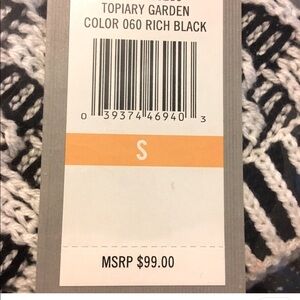 TOPIARY GARDEN
COLOR 060 RICH BLACK
0 39374 46940 3
S
MSRP $99.00